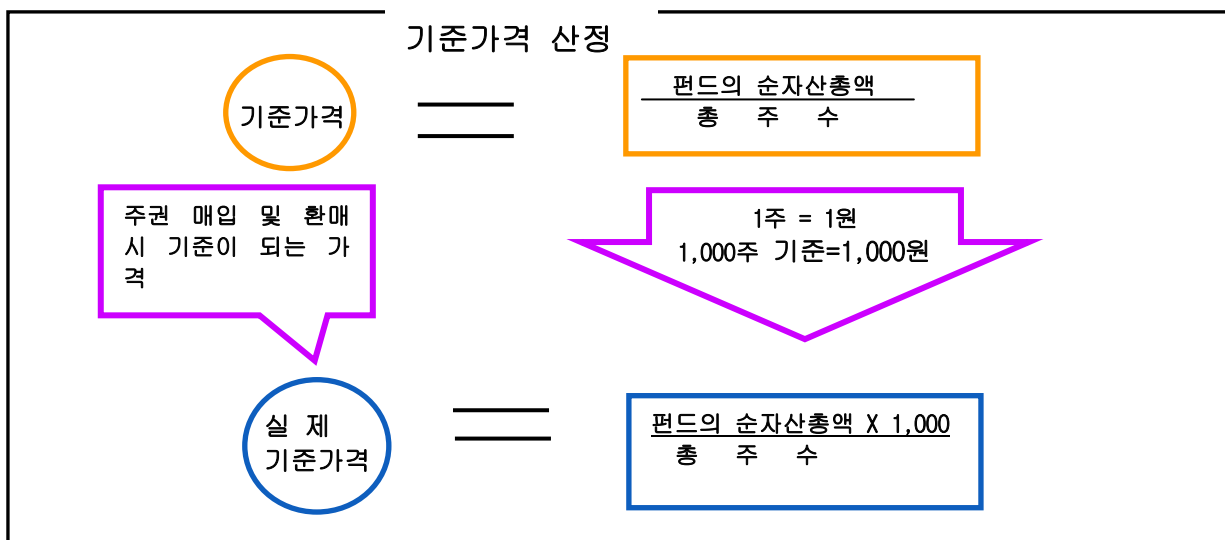 기준가격 산정
기준가격
펀드의 순자산총액
총 주 수
주권 매입 및 환매
시 기준이 되는 가
격
1주 = 1원
1,000주 기준=1,000원
실 제
기준가격
펀드의 순자산총액 X 1,000
총 주 수